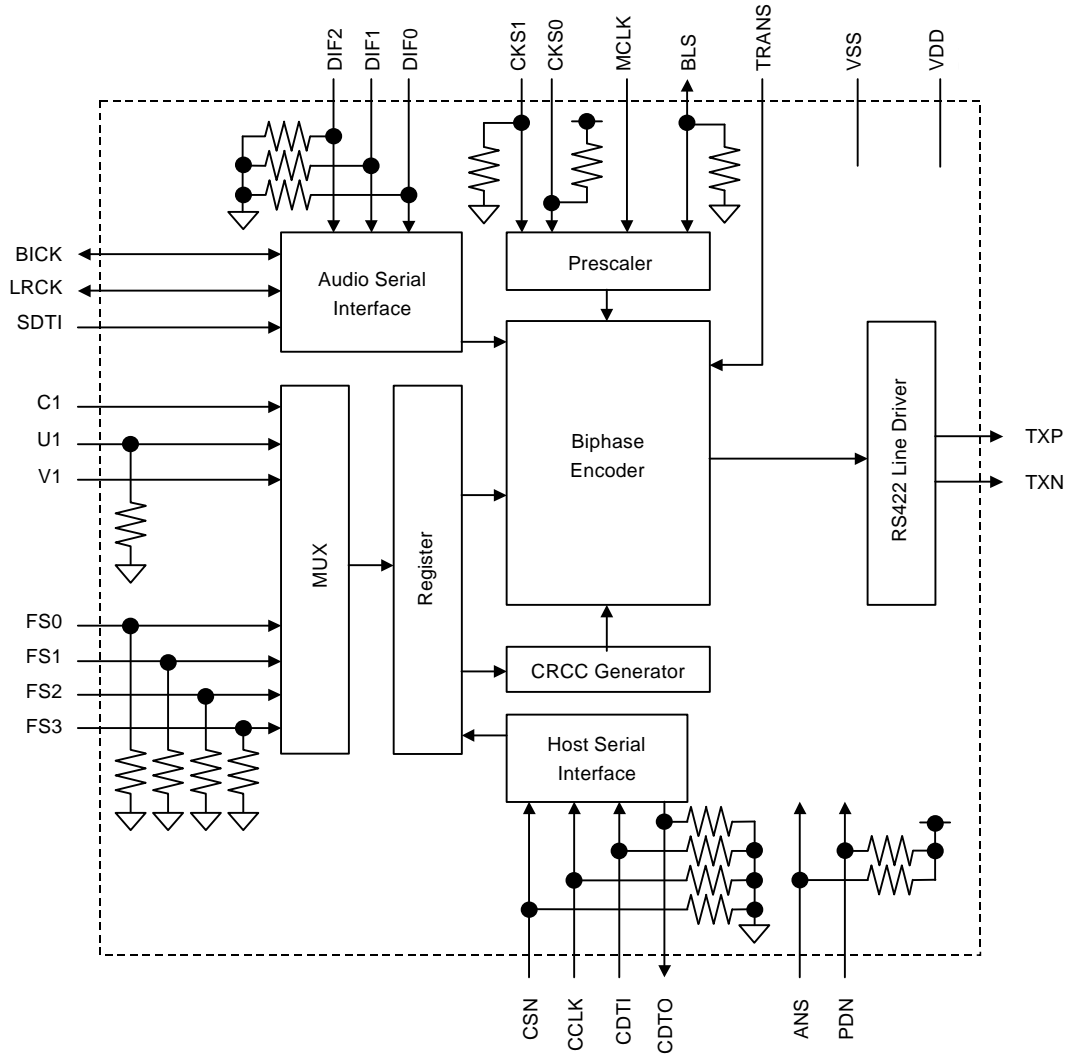 DIF2
DIF1
DIF0
CKS1
CKS0
MCLK
BLS
TRANS
VSS
VDD
BICK
LRCK
SDTI
Audio Serial
Interface
Prescaler
C1
U1
V1
Biphase
Encoder
RS422 Line Driver
TXP
TXN
MUX
Register
FS0
FS1
FS2
FS3
CRCC Generator
Host Serial
Interface
CSN
CCLK
CDTI
CDTO
ANS
PDN